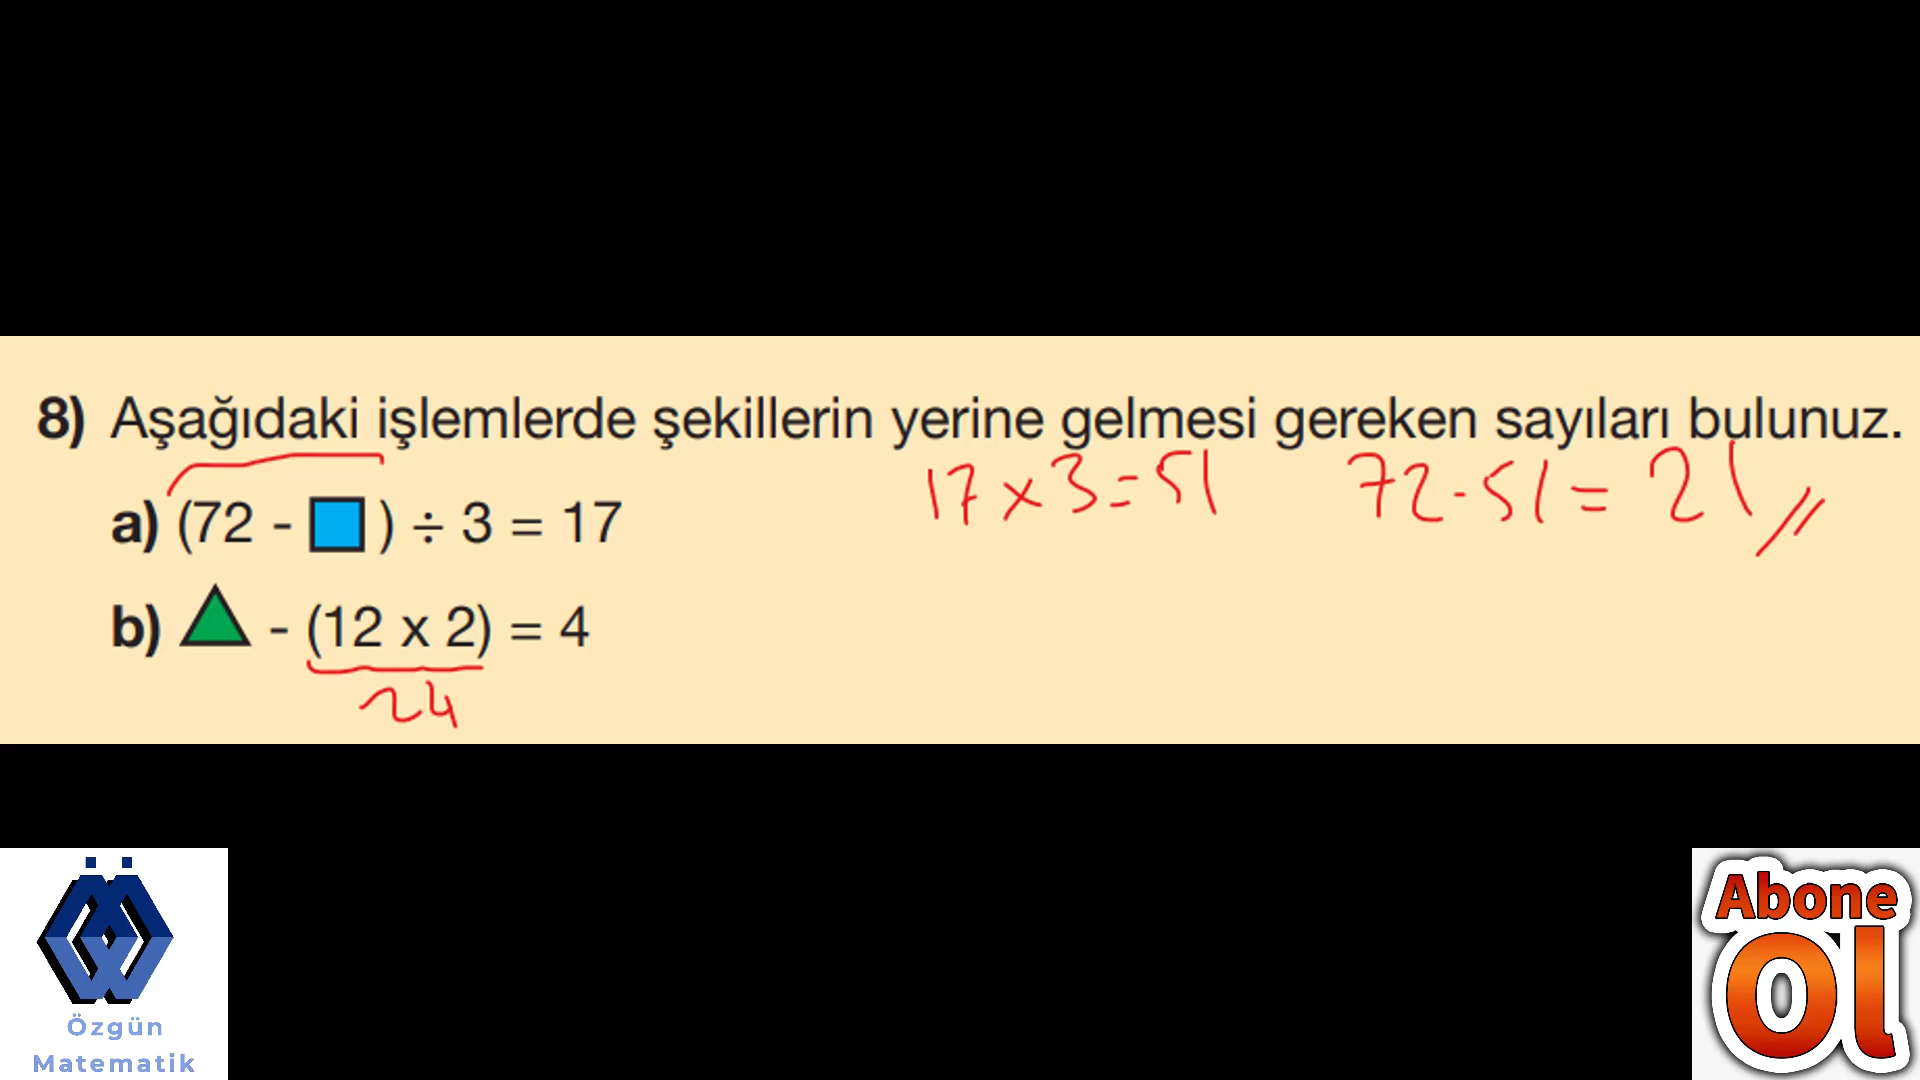 8) Aşağıdaki işlemlerde şekillerin yerine gelmesi gereken sayıları bulunuz.
17 x 3 = 51 72 - 51 = 21 //
a) (72 - ) ÷ 3 = 17
b) - (12 x 2) = 4
24
Özgün
Matematik
Abone
Ol